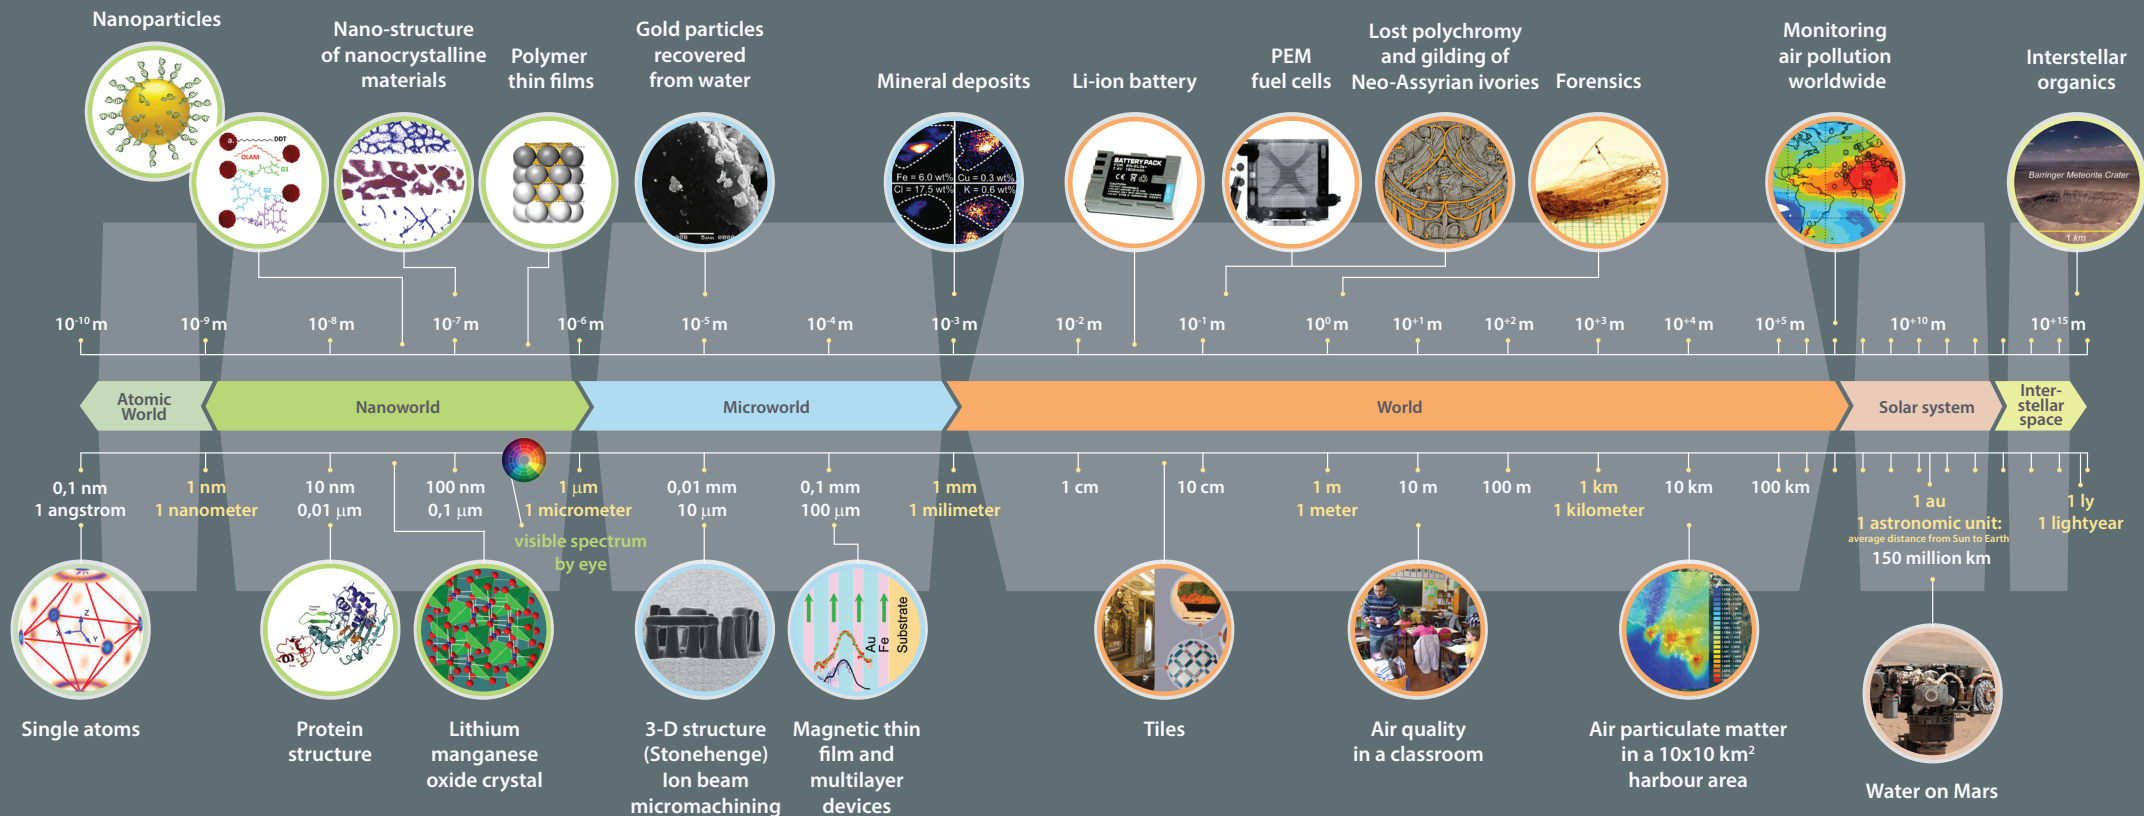 Nanoparticles
Nano-structure
of nanocrystalline
materials
Polymer
thin films
Gold particles
recovered
from water
Mineral deposits
Li-ion battery
PEM
fuel cells
Lost polychromy
and gilding of
Neo-Assyrian ivories
Forensics
Monitoring
air pollution
worldwide
Interstellar
organics
a.
DDT
OLAM
G1
G2
G4
5µm
Fe = 6.0 wt%
Cu = 0.3 wt%
Cl = 17.5 wt%
K = 0.6 wt%
BATTERY PACK
Barringer Meteorite Crater
1 km
10⁻¹⁰ m
10⁻⁹ m
10⁻⁸ m
10⁻⁷ m
10⁻⁶ m
10⁻⁵ m
10⁻⁴ m
10⁻³ m
10⁻² m
10⁻¹ m
10⁰ m
10⁺¹ m
10⁺² m
10⁺³ m
10⁺⁴ m
10⁺⁵ m
10⁺¹⁰ m
10⁺¹⁵ m
Atomic
World
Nanoworld
Microworld
World
Solar system
Inter-
stellar
space
0,1 nm
1 angstrom
1 nm
1 nanometer
10 nm
0,01 µm
100 nm
0,1 µm
1 µm
1 micrometer
visible spectrum
by eye
0,01 mm
10 µm
0,1 mm
100 µm
1 mm
1 milimeter
1 cm
10 cm
1 m
1 meter
10 m
100 m
1 km
1 kilometer
10 km
100 km
1 au
1 astronomic unit:
average distance from Sun to Earth
150 million km
1 ly
1 lightyear
Z
X
Y
Au
Fe
Substrate
Single atoms
Protein
structure
Lithium
manganese
oxide crystal
3-D structure
(Stonehenge)
Ion beam
micromachining
Magnetic thin
film and
multilayer
devices
Tiles
Air quality
in a classroom
Air particulate matter
in a 10x10 km²
harbour area
Water on Mars